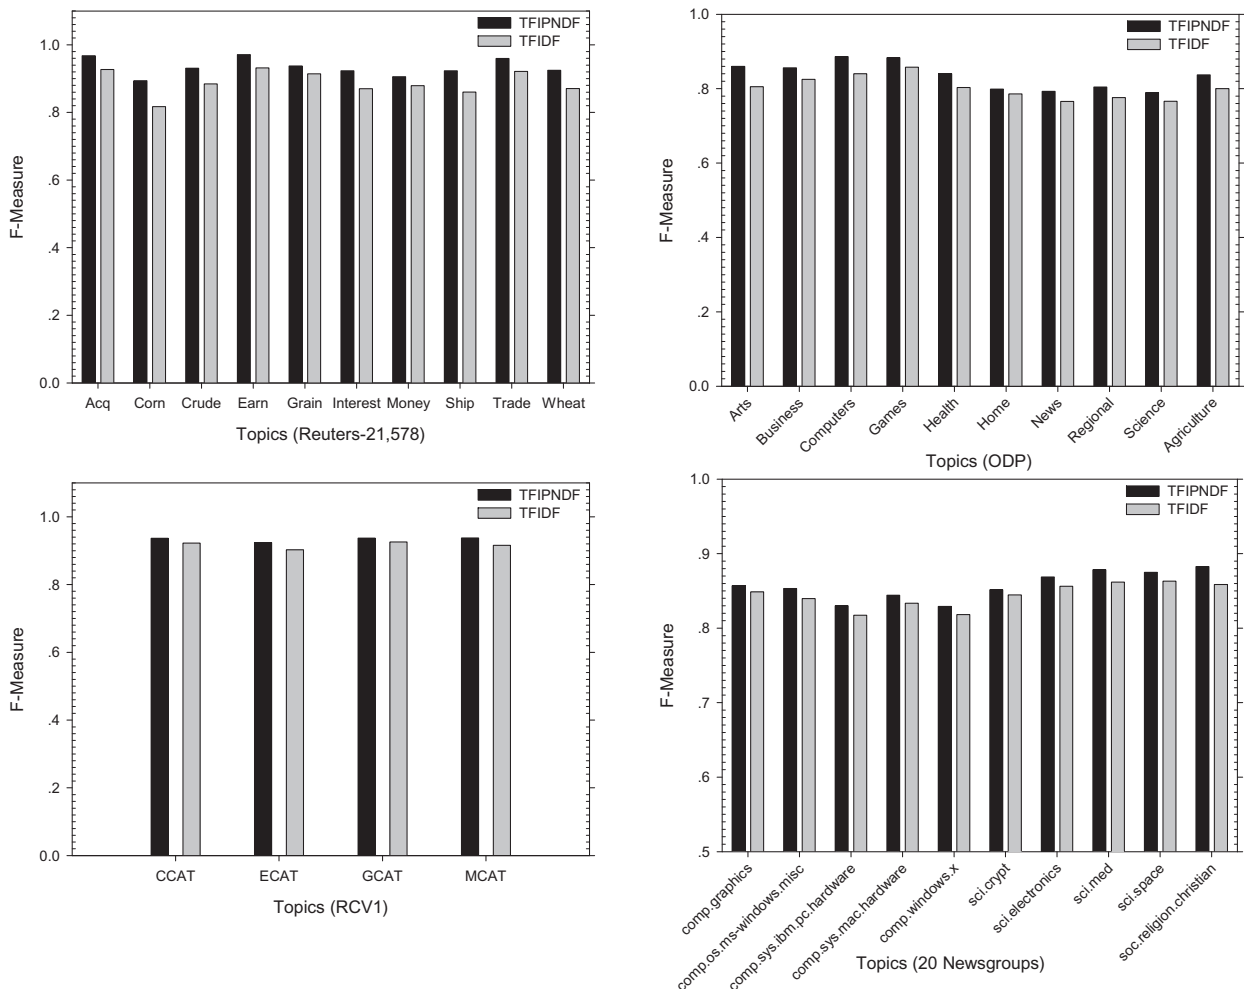 TFIPNDF
TFIDF
1.0
.8
.6
.4
.2
0.0
F-Measure
Acq Corn Crude Earn Grain Interest Money Ship Trade Wheat
Topics (Reuters-21,578)
TFIPNDF
TFIDF
1.0
.8
.6
.4
.2
0.0
F-Measure
Arts
Business
Computers
Games
Health
Home
News
Regional
Science
Agriculture
Topics (ODP)
TFIPNDF
TFIDF
1.0
.8
.6
.4
.2
0.0
F-Measure
CCAT ECAT GCAT MCAT
Topics (RCV1)
TFIPNDF
TFIDF
1.0
.9
.8
.7
.6
.5
F-Measure
comp.graphics
comp.os.ms-windows.misc
comp.sys.ibm.pc.hardware
comp.sys.mac.hardware
comp.windows.x
sci.crypt
sci.electronics
sci.med
sci.space
soc.religion.christian
Topics (20 Newsgroups)